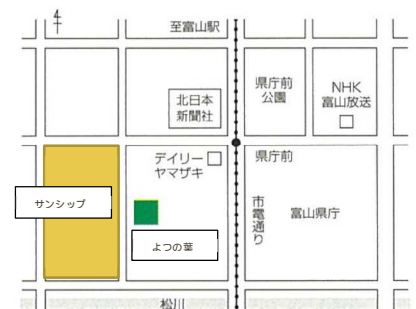 4
至富山駅
北日本
新聞社
県庁前
公園
NHK
富山放送
デイリー
ヤマザキ
県庁前
サンシップ
市電通り
富山県庁
よつの葉
松川